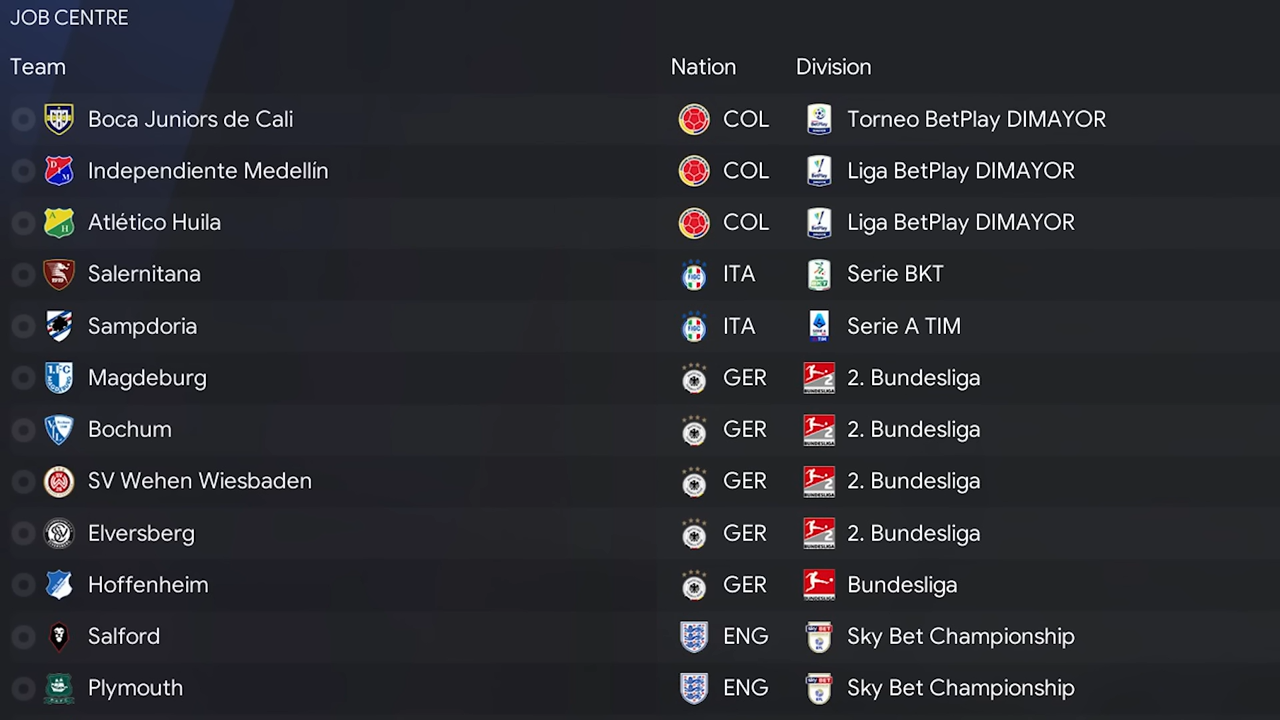 JOB CENTRE
Team Nation Division
Boca Juniors de Cali COL Torneo BetPlay DIMAYOR
Independiente Medellín COL Liga BetPlay DIMAYOR
Atlético Huila COL Liga BetPlay DIMAYOR
Salernitana ITA Serie BKT
Sampdoria ITA Serie A TIM
Magdeburg GER 2. Bundesliga
Bochum GER 2. Bundesliga
SV Wehen Wiesbaden GER 2. Bundesliga
Elversberg GER 2. Bundesliga
Hoffenheim GER Bundesliga
Salford ENG Sky Bet Championship
Plymouth ENG Sky Bet Championship